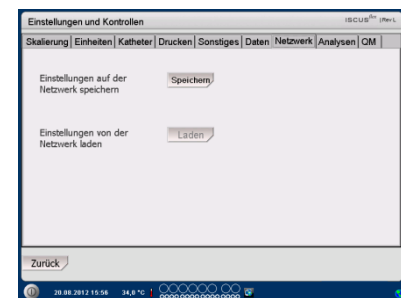 Einstellungen und Kontrollen
Skalierung Einheiten Katheter Drucken Sonstiges Daten Netzwerk Analysen QM
Einstellungen auf der
Netzwerk speichern
Speichern
Einstellungen von der
Netzwerk laden
Laden
Zurück
20.08.2012 15:56 34,8 °C